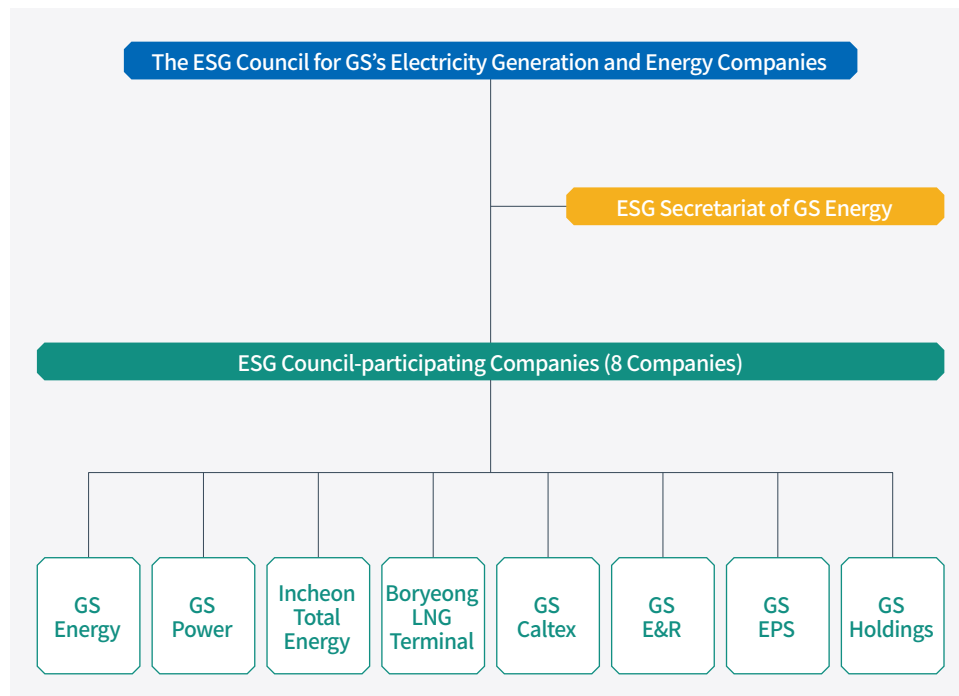 The ESG Council for GS's Electricity Generation and Energy Companies
ESG Secretariat of GS Energy
ESG Council-participating Companies (8 Companies)
GS
Energy
GS
Power
Incheon
Total
Energy
Boryeong
LNG
Terminal
GS
Caltex
GS
E&R
GS
EPS
GS
Holdings